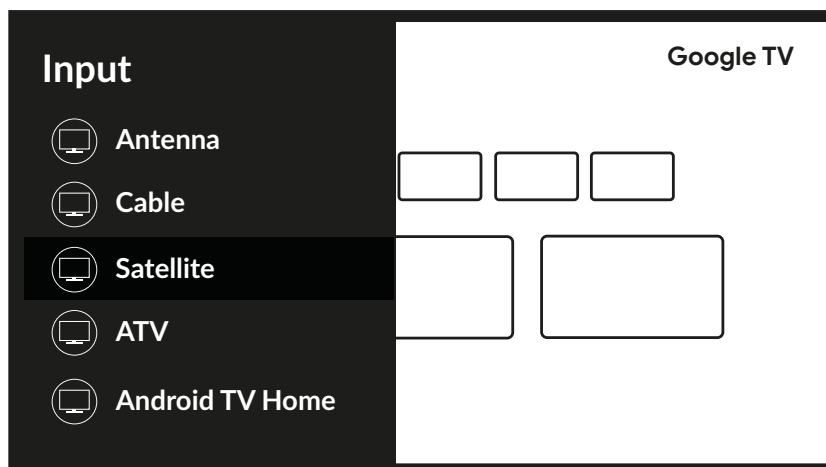 Input
Google TV
Antenna
Cable
Satellite
ATV
Android TV Home